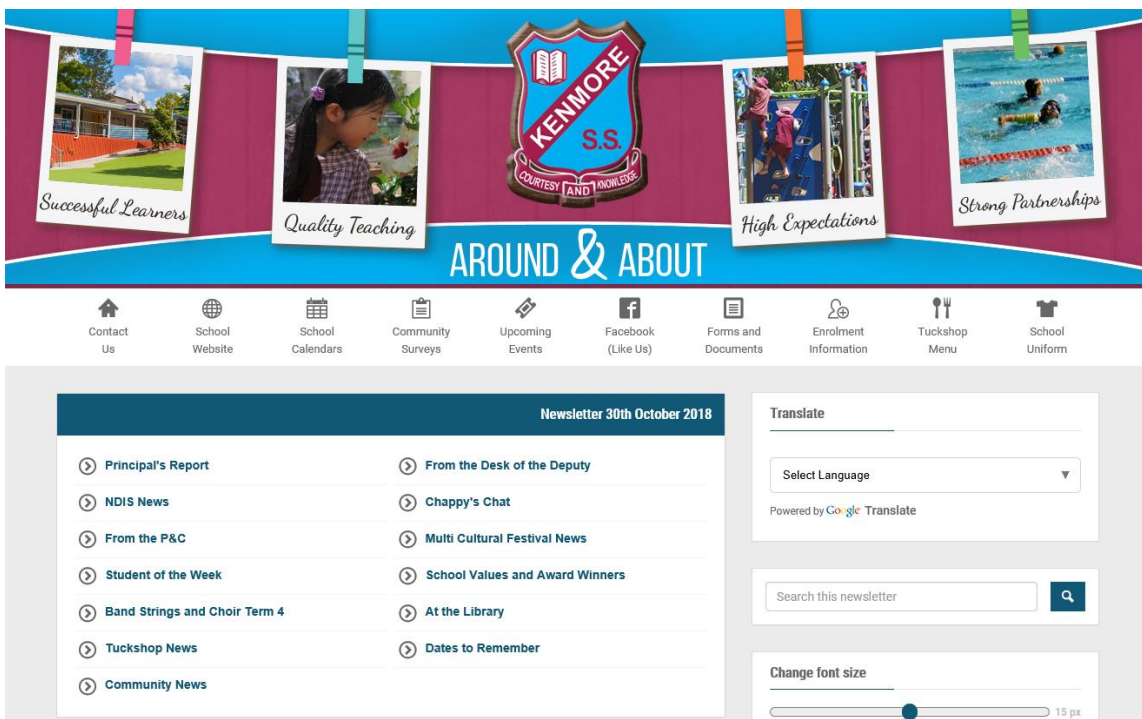 KENMORE
S.S.
COURTESY AND KNOWLEDGE
Successful Learners
Quality Teaching
High Expectations
Strong Partnerships
AROUND & ABOUT
Contact
Us
School
Website
School
Calendars
Community
Surveys
Upcoming
Events
Facebook
(Like Us)
Forms and
Documents
Enrolment
Information
Tuckshop
Menu
School
Uniform
Newsletter 30th October 2018
Principal's Report
From the Desk of the Deputy
NDIS News
Chappy's Chat
From the P&C
Multi Cultural Festival News
Student of the Week
School Values and Award Winners
Band Strings and Choir Term 4
At the Library
Tuckshop News
Dates to Remember
Community News
Translate
Select Language
Powered by Google Translate
Search this newsletter
Change font size
15 px